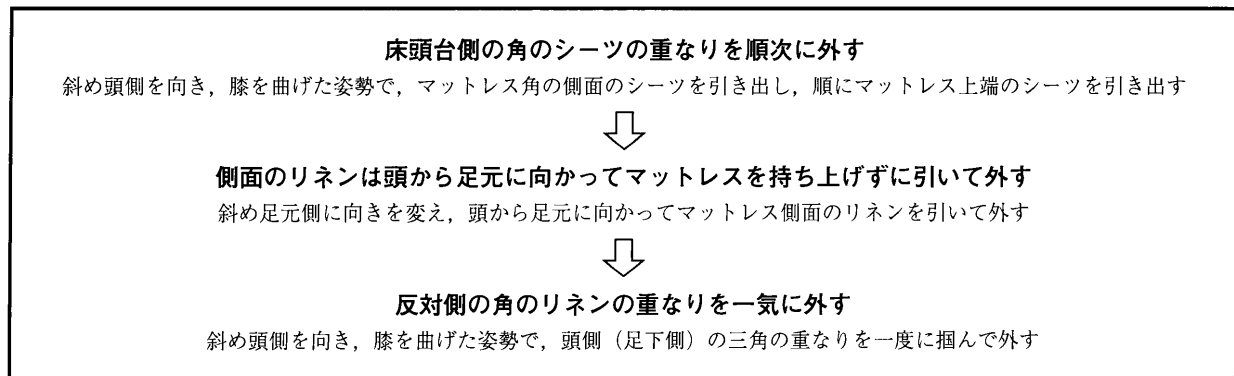 床頭台側の角のシーツの重なりを順次に外す
斜め頭側を向き，膝を曲げた姿勢で，マットレス角の側面のシーツを引き出し，順にマットレス上端のシーツを引き出す
側面のリネンは頭から足元に向かってマットレスを持ち上げずに引いて外す
斜め足元側に向きを変え，頭から足元に向かってマットレス側面のリネンを引いて外す
反対側の角のリネンの重なりを一気に外す
斜め頭側を向き，膝を曲げた姿勢で，頭側（足下側）の三角の重なりを一度に掴んで外す